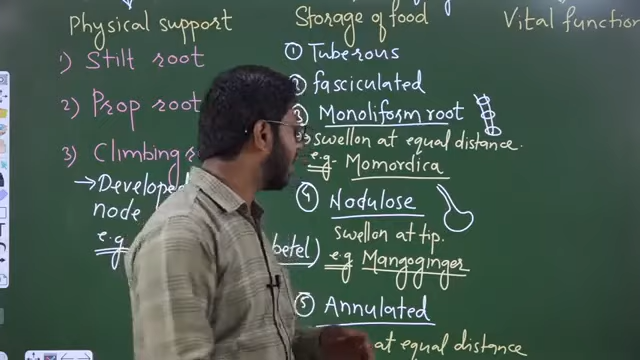 Physical support
1) Stilt root
2) Prop root
3) Climbing
→ Developed
node
e.g
betel)
Storage of food
① Tuberous
② fasciculated
③ Monoliform root
swellon at equal distance.
e.g- Momordica
④ Nodulose
swellon at tip.
e.g Mangoginger
⑤ Annulated
at equal distance
Vital function